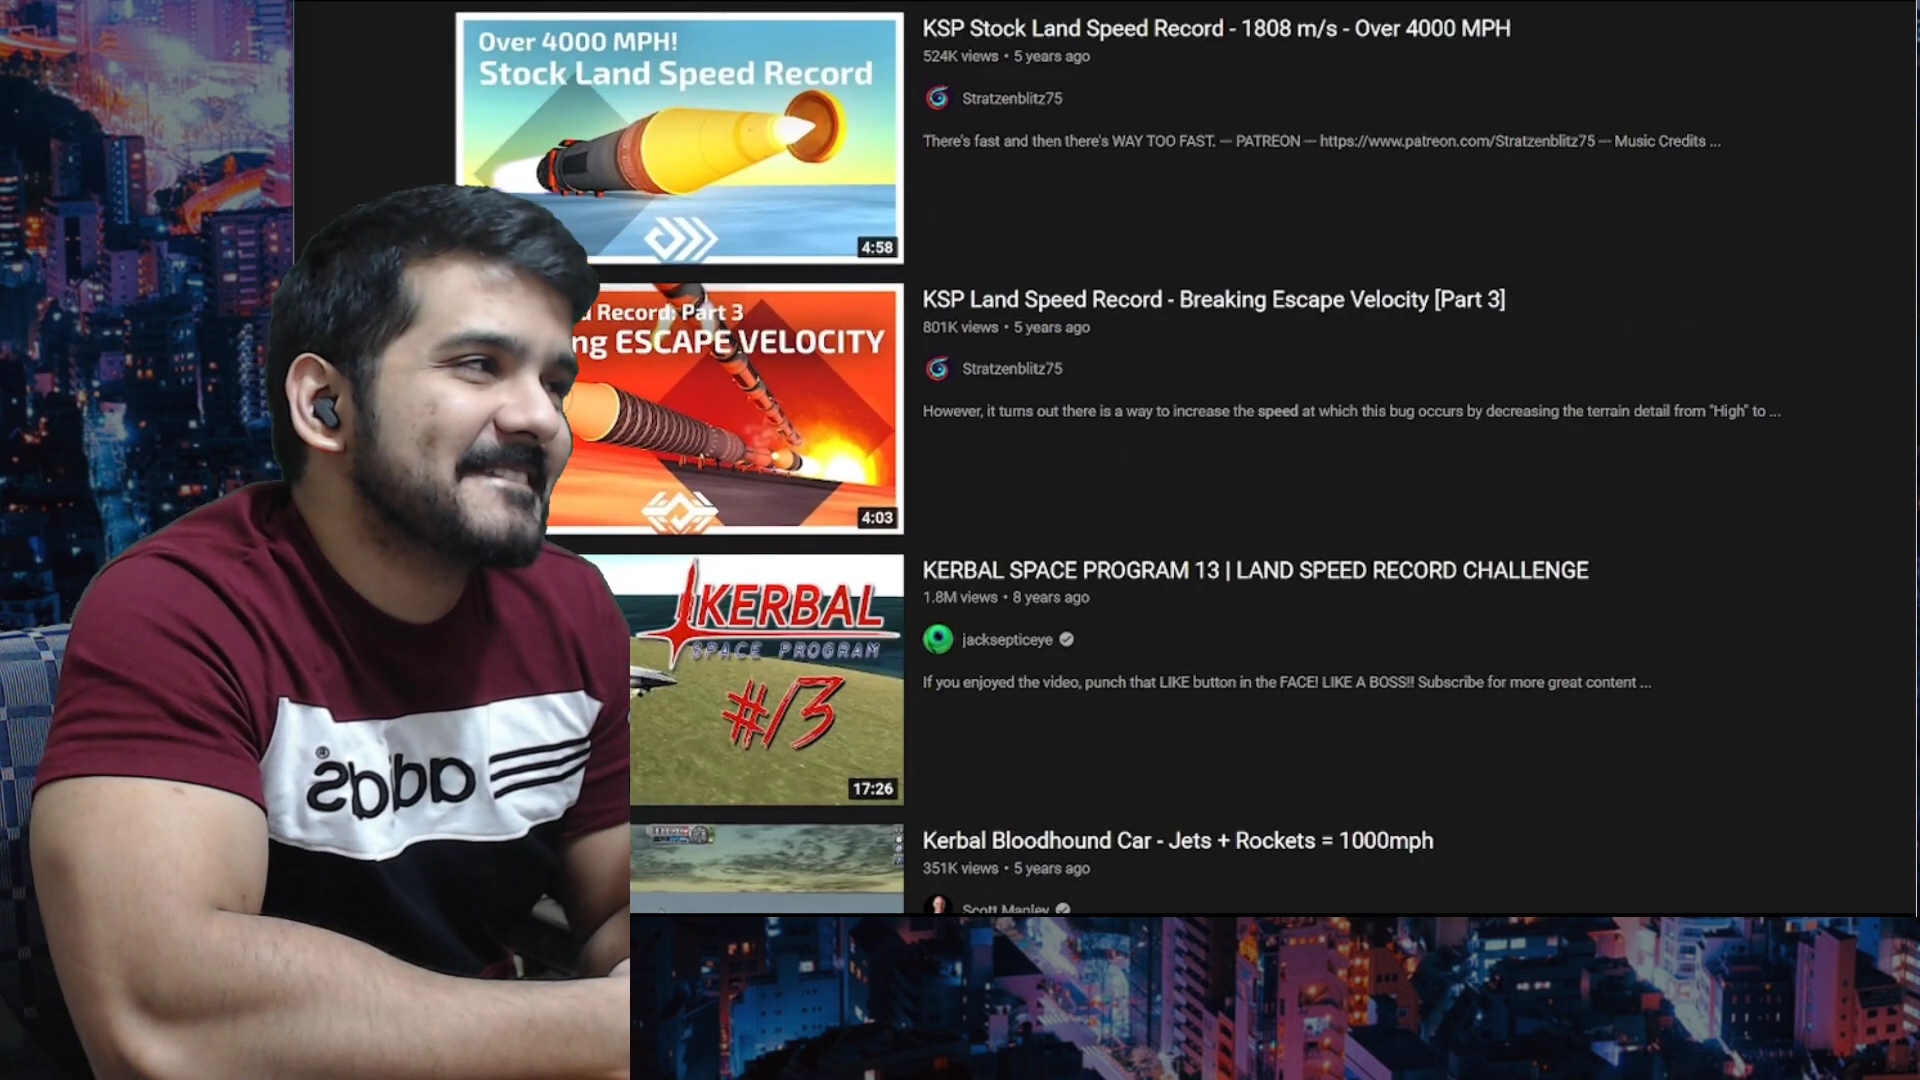 Over 4000 MPH!
Stock Land Speed Record
4:58
KSP Stock Land Speed Record - 1808 m/s - Over 4000 MPH
524K views • 5 years ago
Stratzenblitz75
There's fast and then there's WAY TOO FAST. — PATREON — https://www.patreon.com/Stratzenblitz75 — Music Credits ...
Record: Part 3
ng ESCAPE VELOCITY
4:03
KSP Land Speed Record - Breaking Escape Velocity [Part 3]
801K views • 5 years ago
Stratzenblitz75
However, it turns out there is a way to increase the speed at which this bug occurs by decreasing the terrain detail from "High" to ...
KERBAL
SPACE PROGRAM
#13
17:26
KERBAL SPACE PROGRAM 13 | LAND SPEED RECORD CHALLENGE
1.8M views • 8 years ago
jacksepticeye
If you enjoyed the video, punch that LIKE button in the FACE! LIKE A BOSS!! Subscribe for more great content ...
Kerbal Bloodhound Car - Jets + Rockets = 1000mph
351K views • 5 years ago
Scott Manley
adidas®